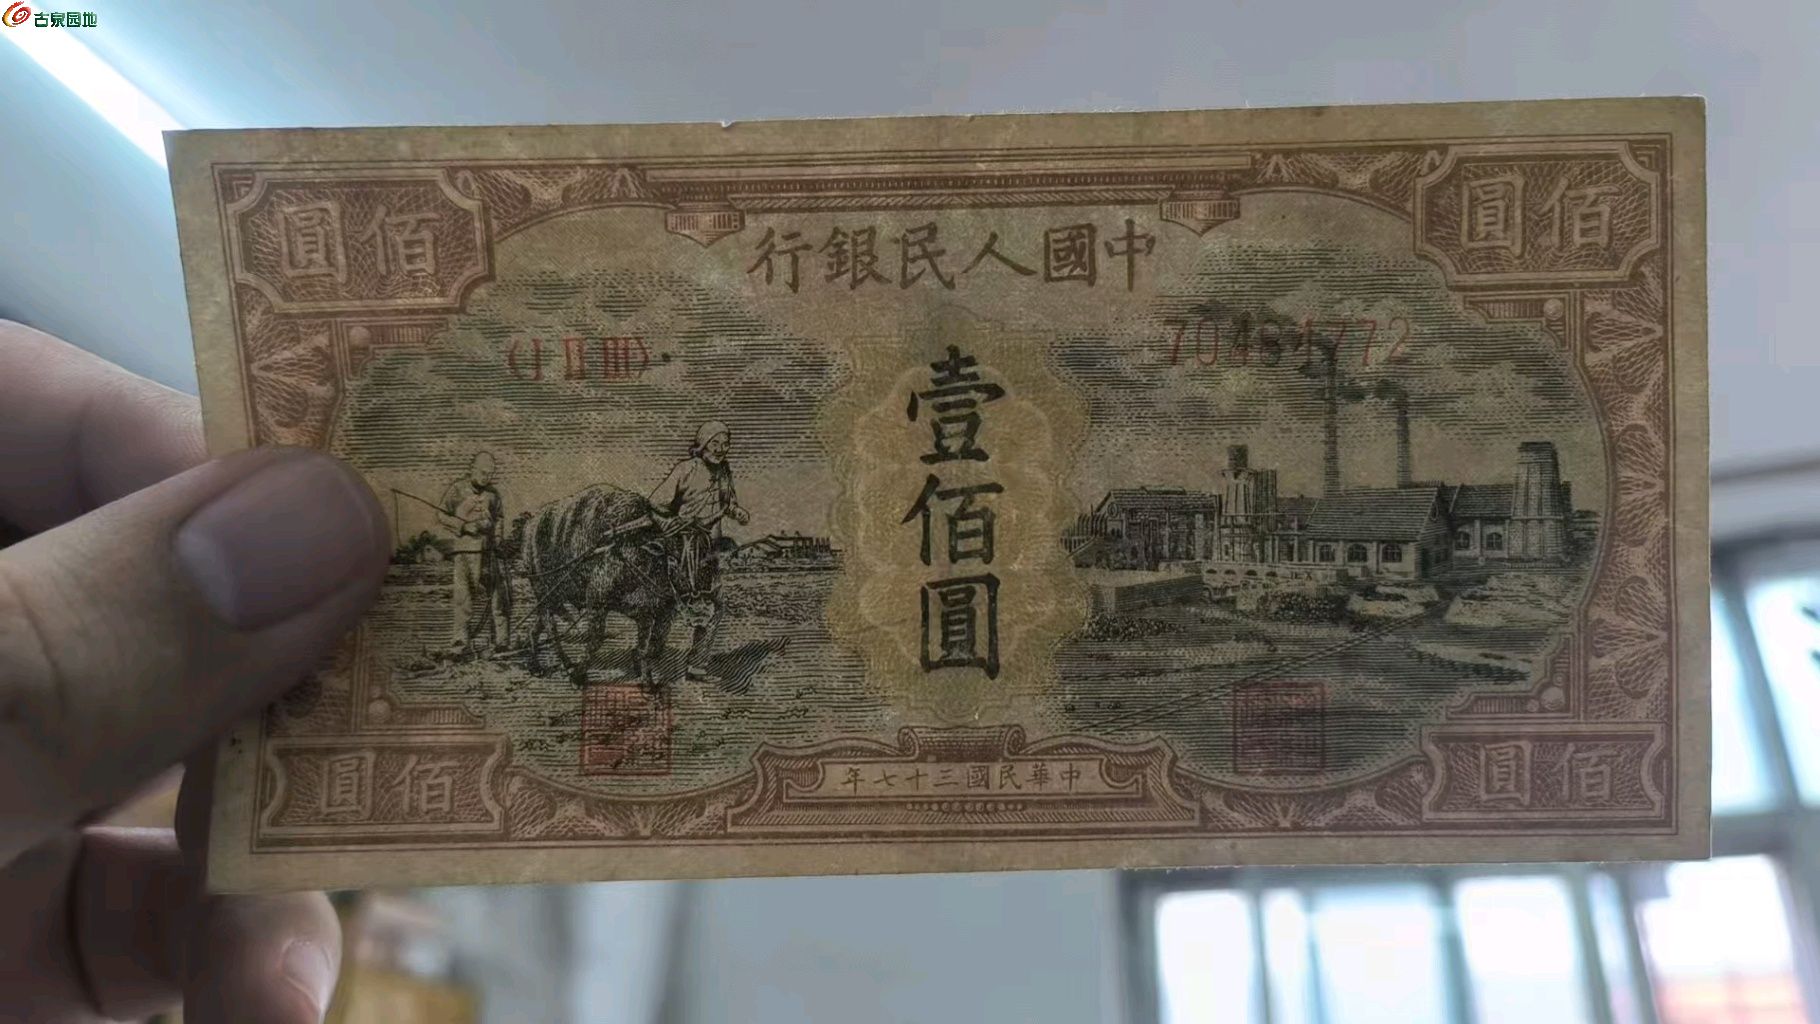 古泉园地
佰圓
佰圓
中國人民銀行
(I II III)
壹佰圓
中華民國三十七年
佰圓
佰圓